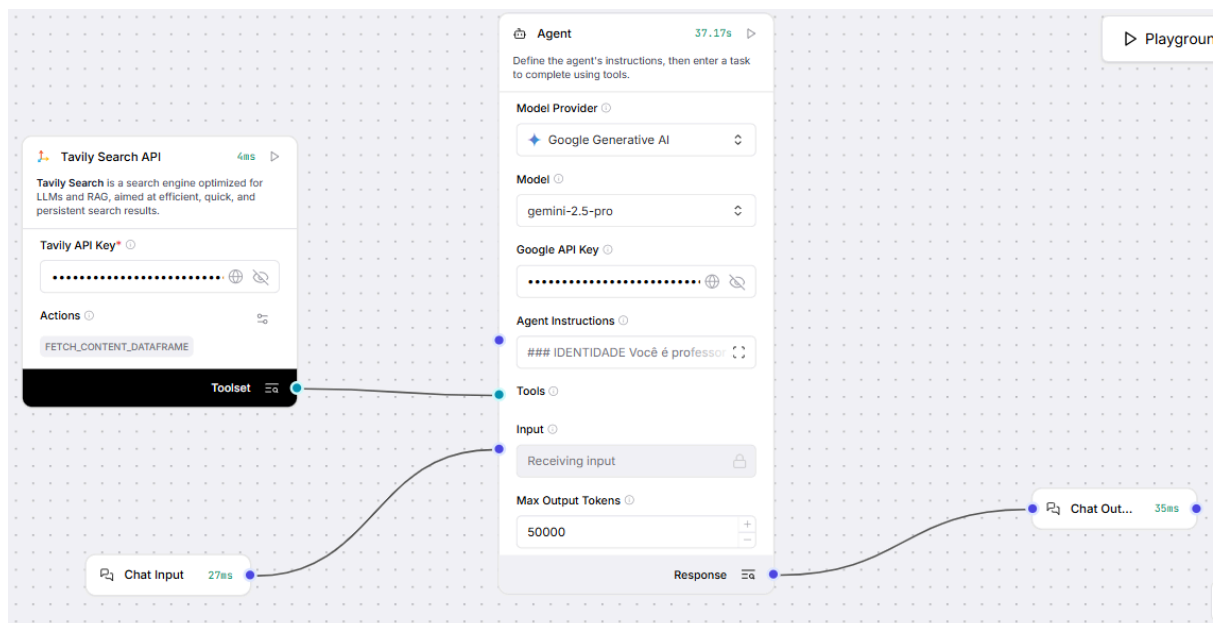 Agent
37.17s
Define the agent's instructions, then enter a task
to complete using tools.
Model Provider
Google Generative AI
Model
gemini-2.5-pro
Google API Key
Agent Instructions
### IDENTIDADE Você é professor
Tools
Input
Receiving input
Max Output Tokens
50000
Response
Playgroun
Tavily Search API
4ms
Tavily Search is a search engine optimized for
LLMs and RAG, aimed at efficient, quick, and
persistent search results.
Tavily API Key*
Actions
FETCH_CONTENT_DATAFRAME
Toolset
Chat Input
27ms
Chat Out...
35ms